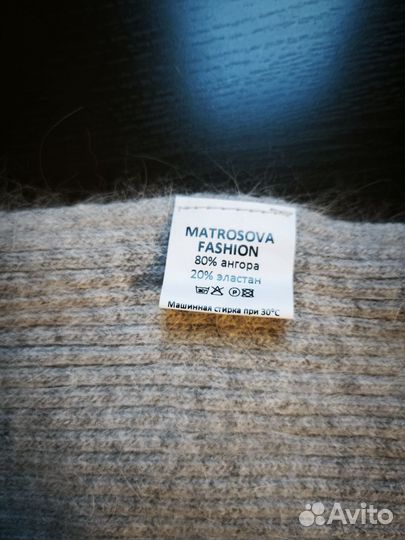 MATROSOVA
FASHION
80% ангора
20% эластан
Машинная стирка при 30°C
Avito